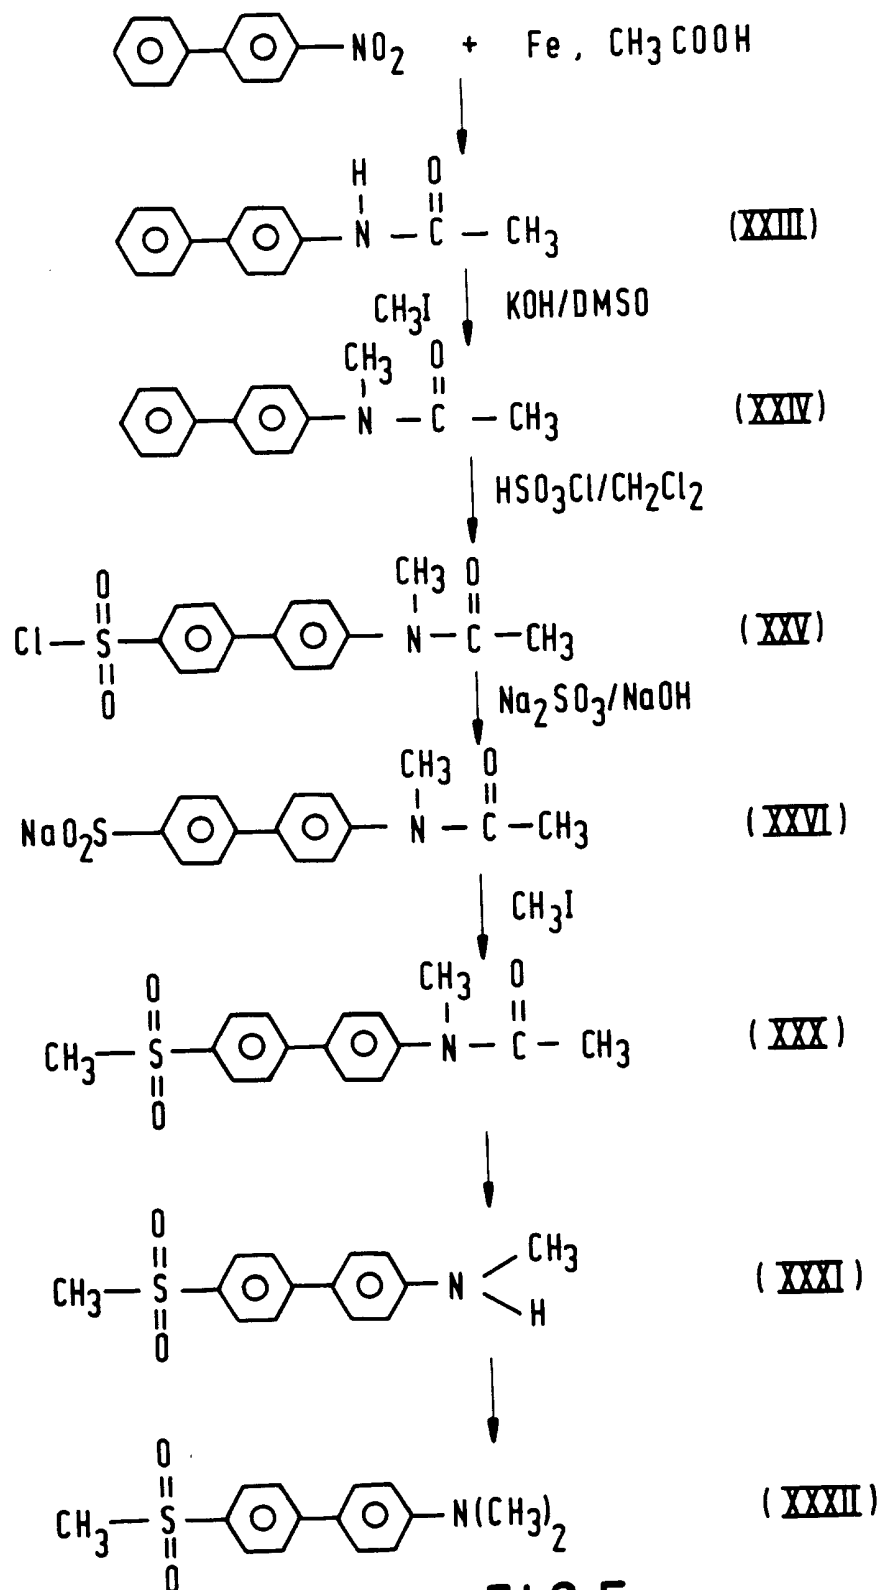 NO2 + Fe, CH3COOH
H O
N — C — CH3 (XXIII)
CH3I KOH/DMSO
CH3 O
N — C — CH3 (XXIV)
HSO3Cl/CH2Cl2
O CH3 O
Cl — S N — C — CH3 (XXV)
O
Na2SO3/NaOH
CH3 O
NaO2S N — C — CH3 (XXVI)
CH3I
O CH3 O
CH3 — S N — C — CH3 (XXX)
O
O CH3
CH3 — S N (XXXI)
O H
O
CH3 — S N(CH3)2 (XXXII)
O